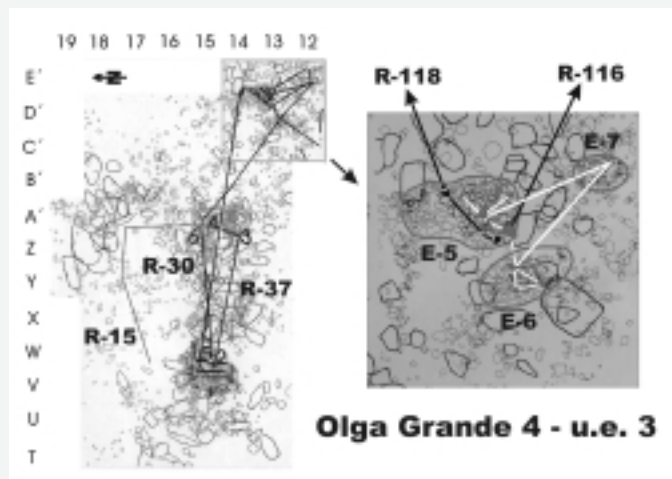 19 18 17 16 15 14 13 12
E´
D´
C´
B´
A´
Z
Y
X
W
V
U
T
Z
R-30
R-37
R-15
R-118 R-116
E-7
E-5
E-6
Olga Grande 4 - u.e. 3